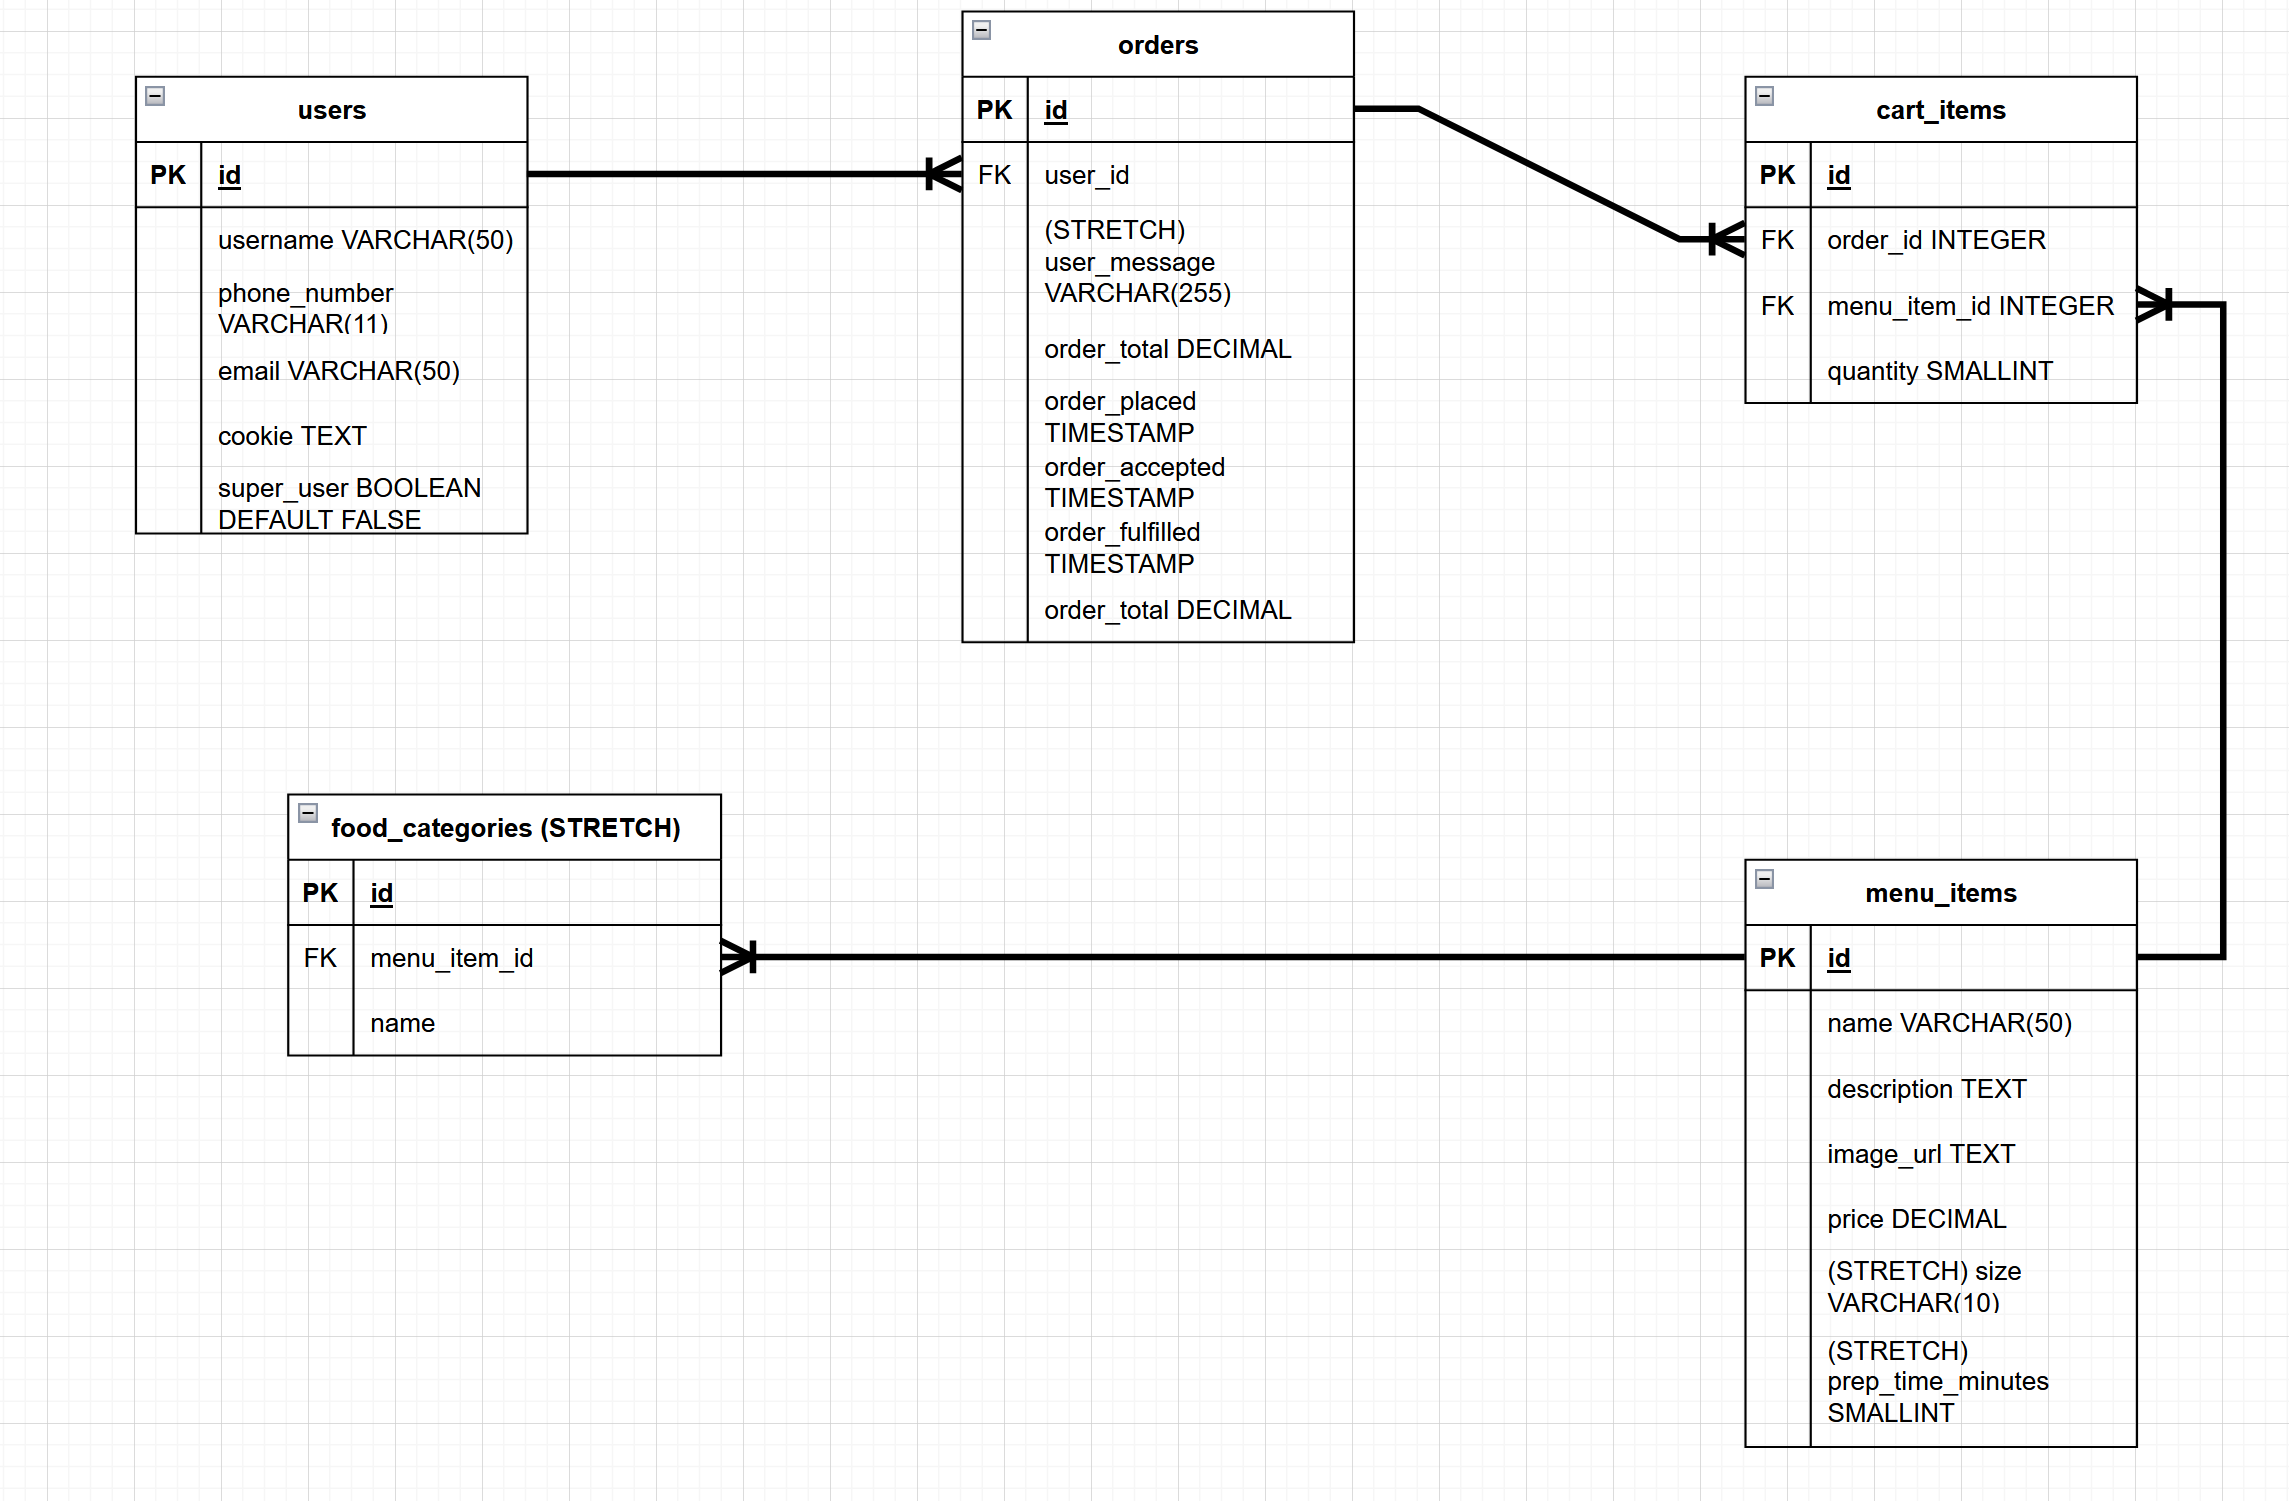 users
PK id
username VARCHAR(50)
phone_number
VARCHAR(11)
email VARCHAR(50)
cookie TEXT
super_user BOOLEAN
DEFAULT FALSE
orders
PK id
FK user_id
(STRETCH)
user_message
VARCHAR(255)
order_total DECIMAL
order_placed
TIMESTAMP
order_accepted
TIMESTAMP
order_fulfilled
TIMESTAMP
order_total DECIMAL
cart_items
PK id
FK order_id INTEGER
FK menu_item_id INTEGER
quantity SMALLINT
food_categories (STRETCH)
PK id
FK menu_item_id
name
menu_items
PK id
name VARCHAR(50)
description TEXT
image_url TEXT
price DECIMAL
(STRETCH) size
VARCHAR(10)
(STRETCH)
prep_time_minutes
SMALLINT